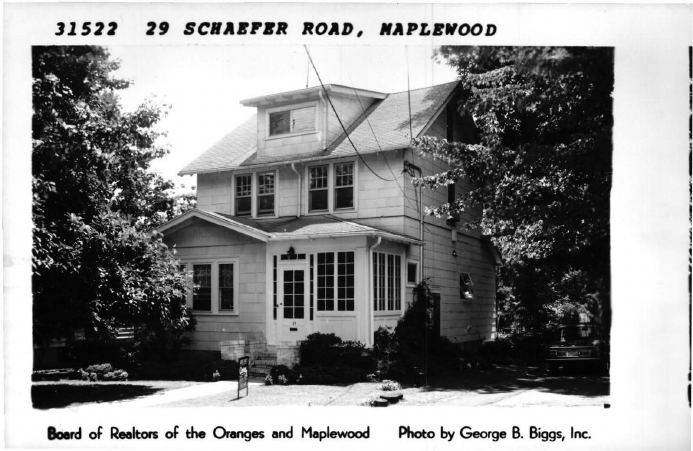 31522 29 SCHAEFER ROAD, MAPLEWOOD
Board of Realtors of the Oranges and Maplewood Photo by George B. Biggs, Inc.